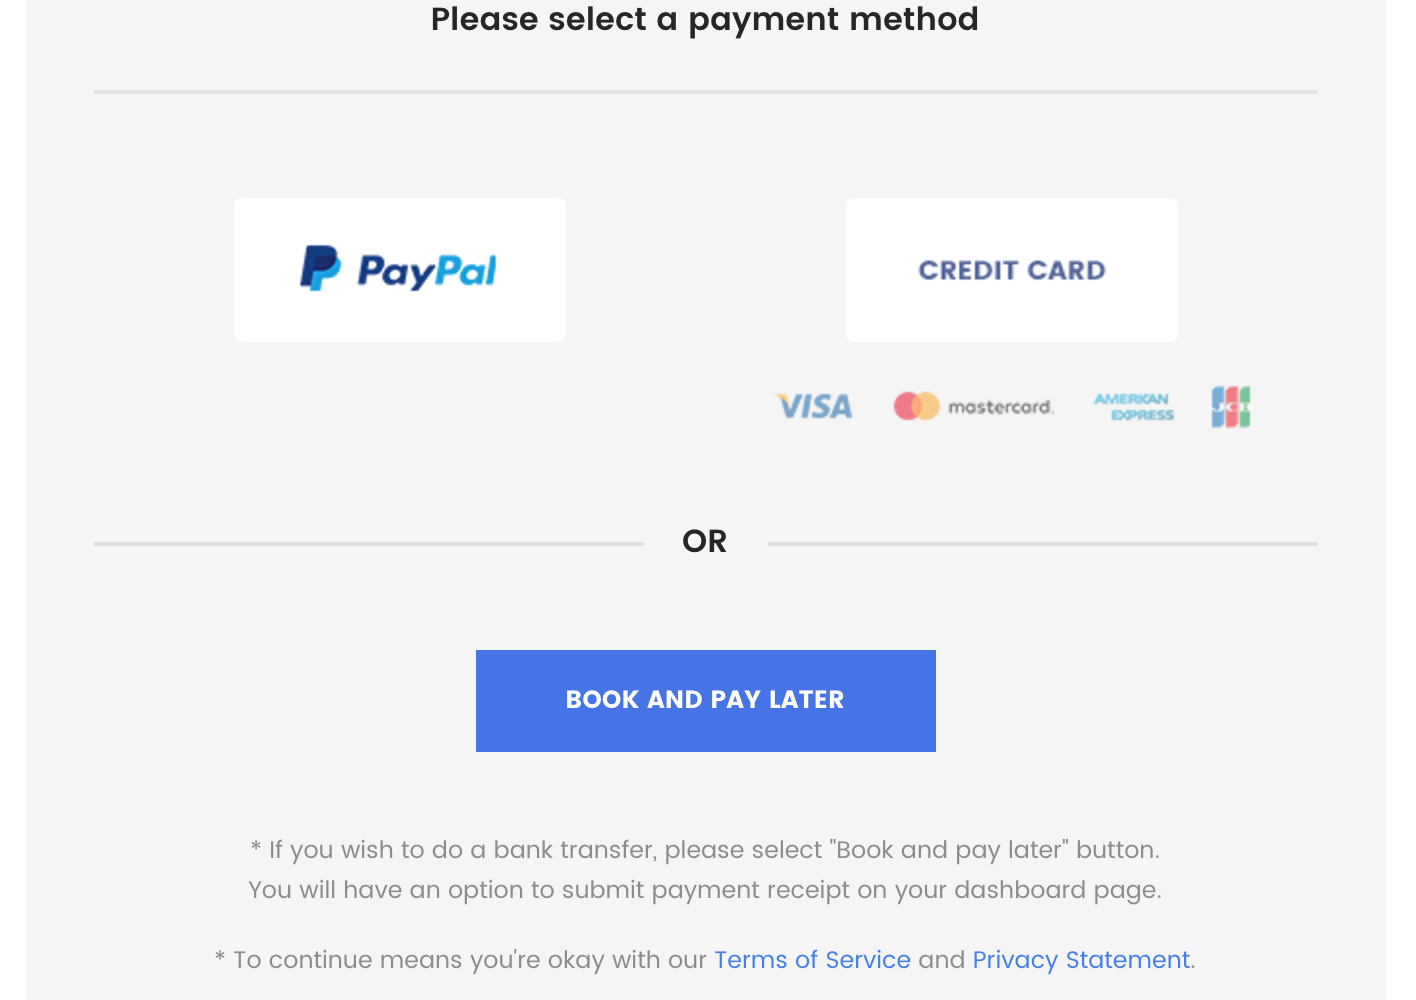 Please select a payment method
PayPal
CREDIT CARD
VISA
mastercard.
AMERICAN
EXPRESS
JCB
OR
BOOK AND PAY LATER
* If you wish to do a bank transfer, please select "Book and pay later" button.
You will have an option to submit payment receipt on your dashboard page.
* To continue means you're okay with our Terms of Service and Privacy Statement.